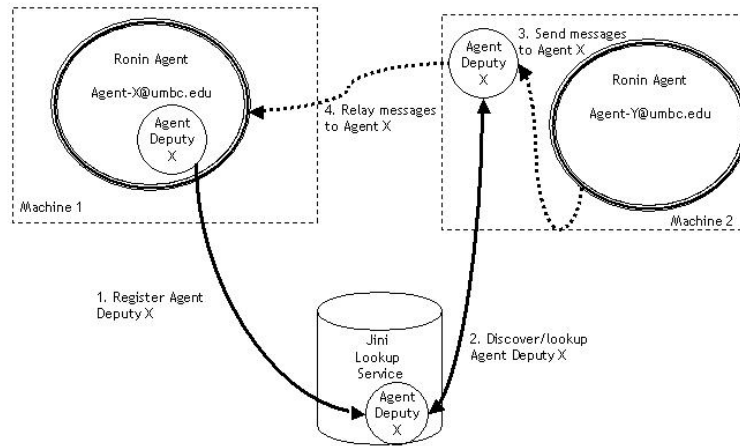 Ronin Agent
Agent-X@umbc.edu
Agent
Deputy
X
Machine 1
Agent
Deputy
X
3. Send messages
to Agent X
4. Relay messages
to Agent X
Ronin Agent
Agent-Y@umbc.edu
Machine 2
1. Register Agent
Deputy X
2. Discover/lookup
Agent Deputy X
Jini
Lookup
Service
Agent
Deputy
X